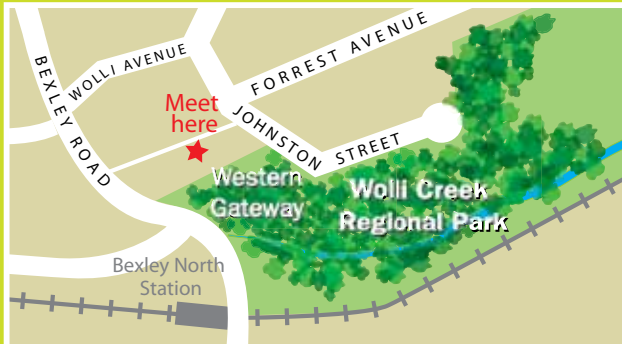 BEXLEY ROAD
WOLLI AVENUE
FORREST AVENUE
Meet
here
JOHNSTON STREET
Western
Gateway
Wolli Creek
Regional Park
Bexley North
Station